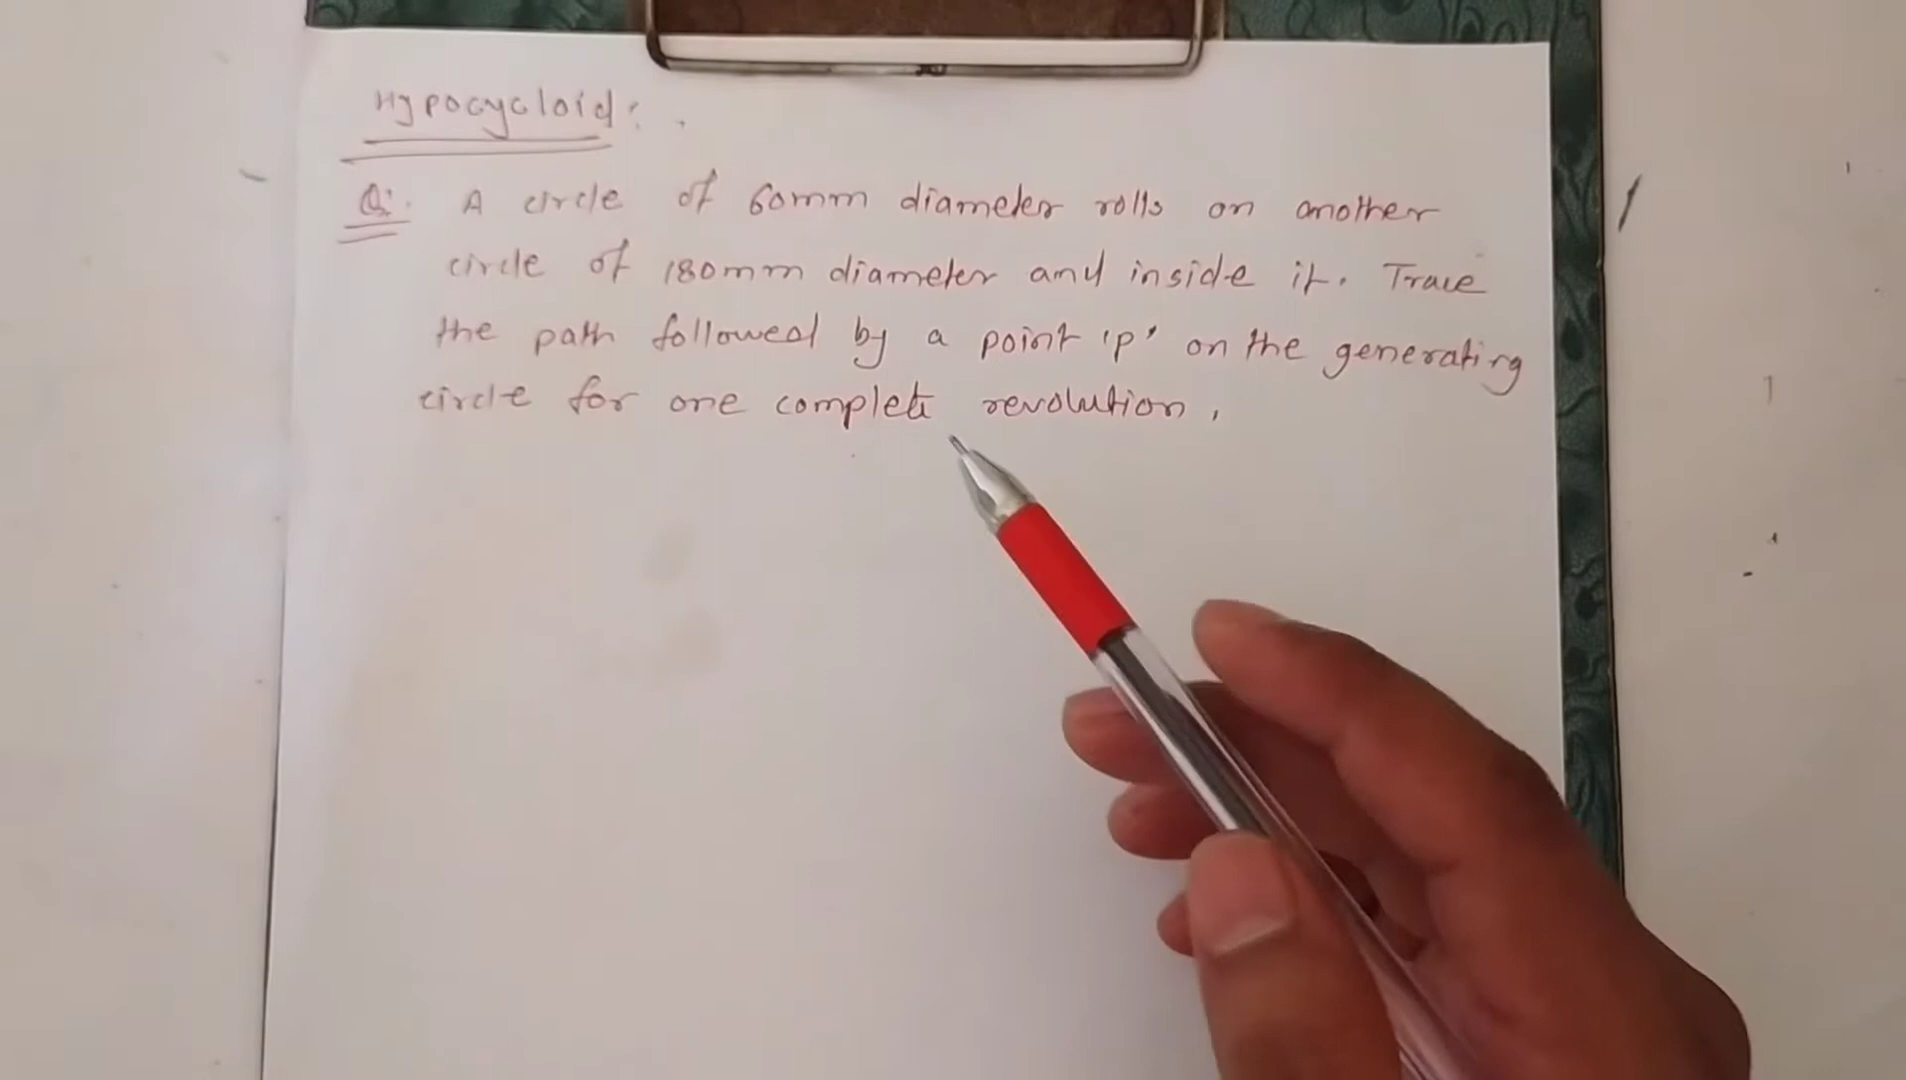 Hypocycloid:
Q: A circle of 60mm diameter rolls on another
circle of 180mm diameter and inside it. Trace
the path followed by a point 'p' on the generating
circle for one complete revolution.